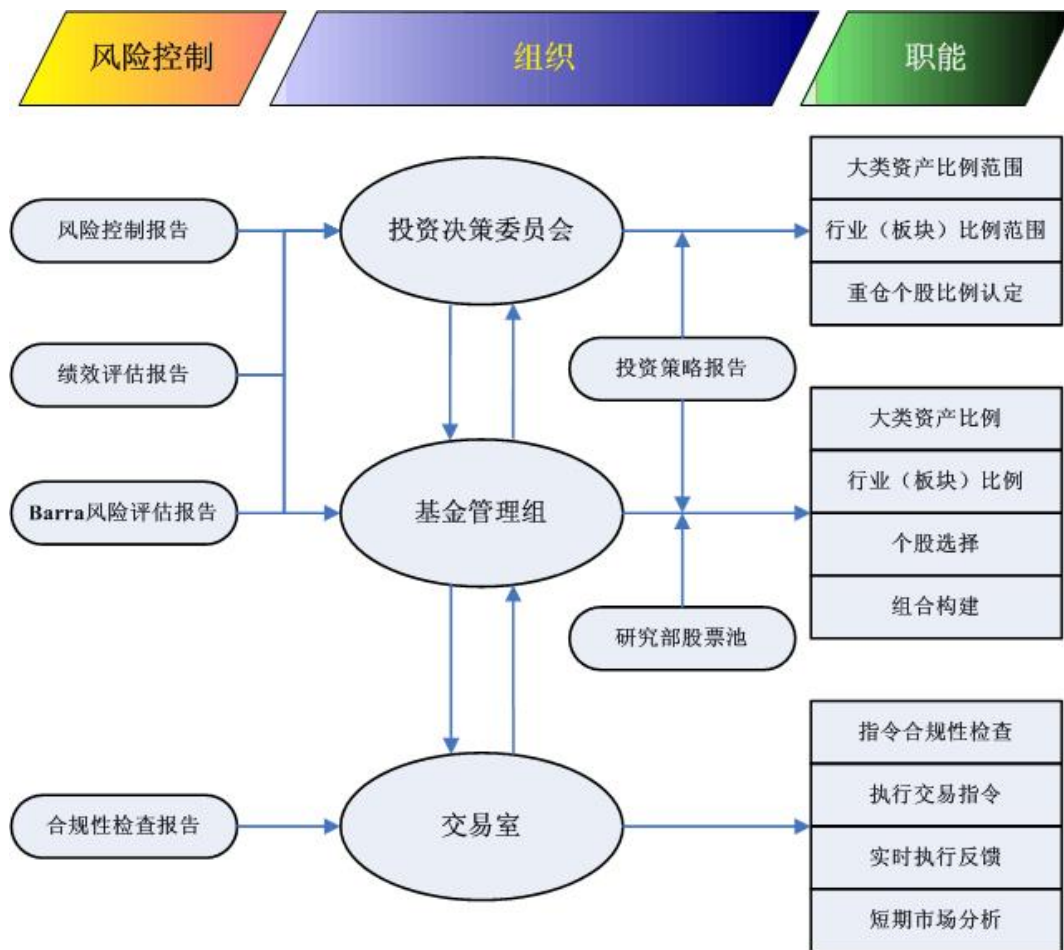 风险控制
组织
职能
风险控制报告
绩效评估报告
Barra风险评估报告
合规性检查报告
投资决策委员会
基金管理组
交易室
投资策略报告
研究部股票池
大类资产比例范围
行业（板块）比例范围
重仓个股比例认定
大类资产比例
行业（板块）比例
个股选择
组合构建
指令合规性检查
执行交易指令
实时执行反馈
短期市场分析